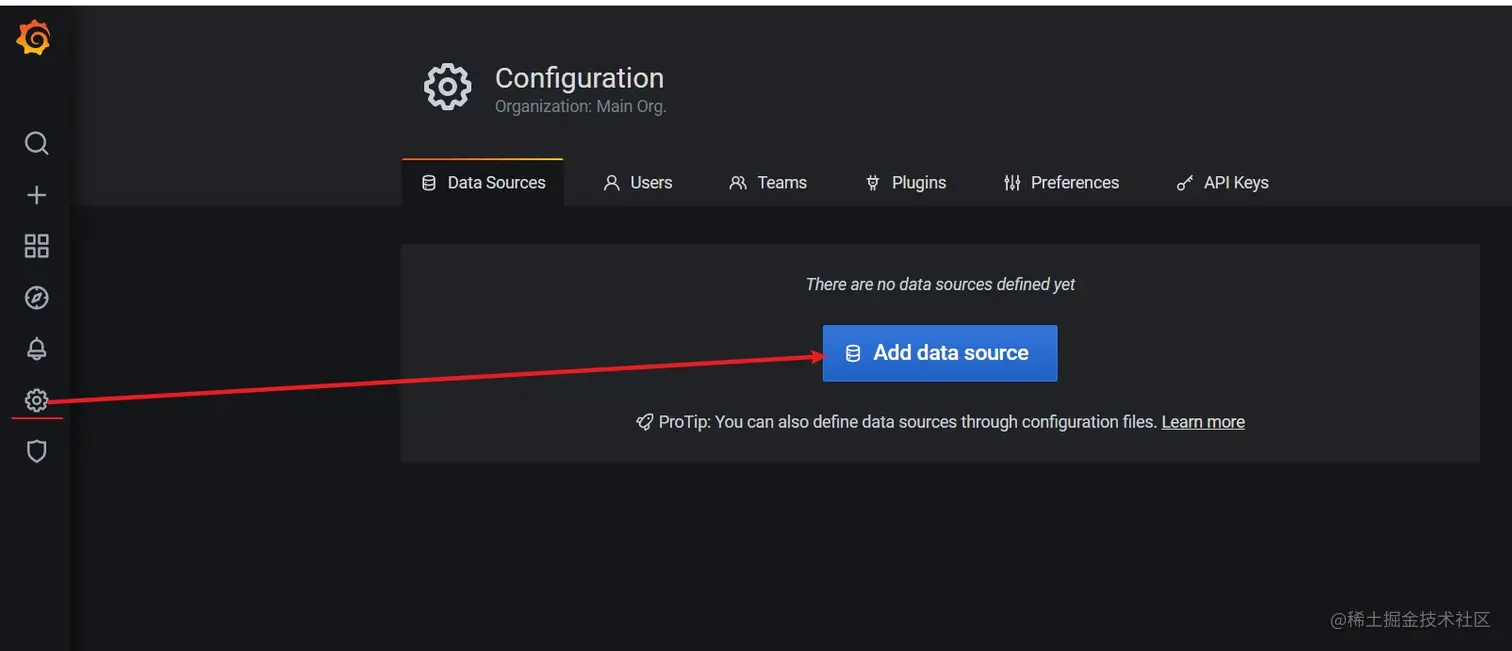 Configuration
Organization: Main Org.
Data Sources Users Teams Plugins Preferences API Keys
There are no data sources defined yet
Add data source
ProTip: You can also define data sources through configuration files. Learn more
@稀土掘金技术社区